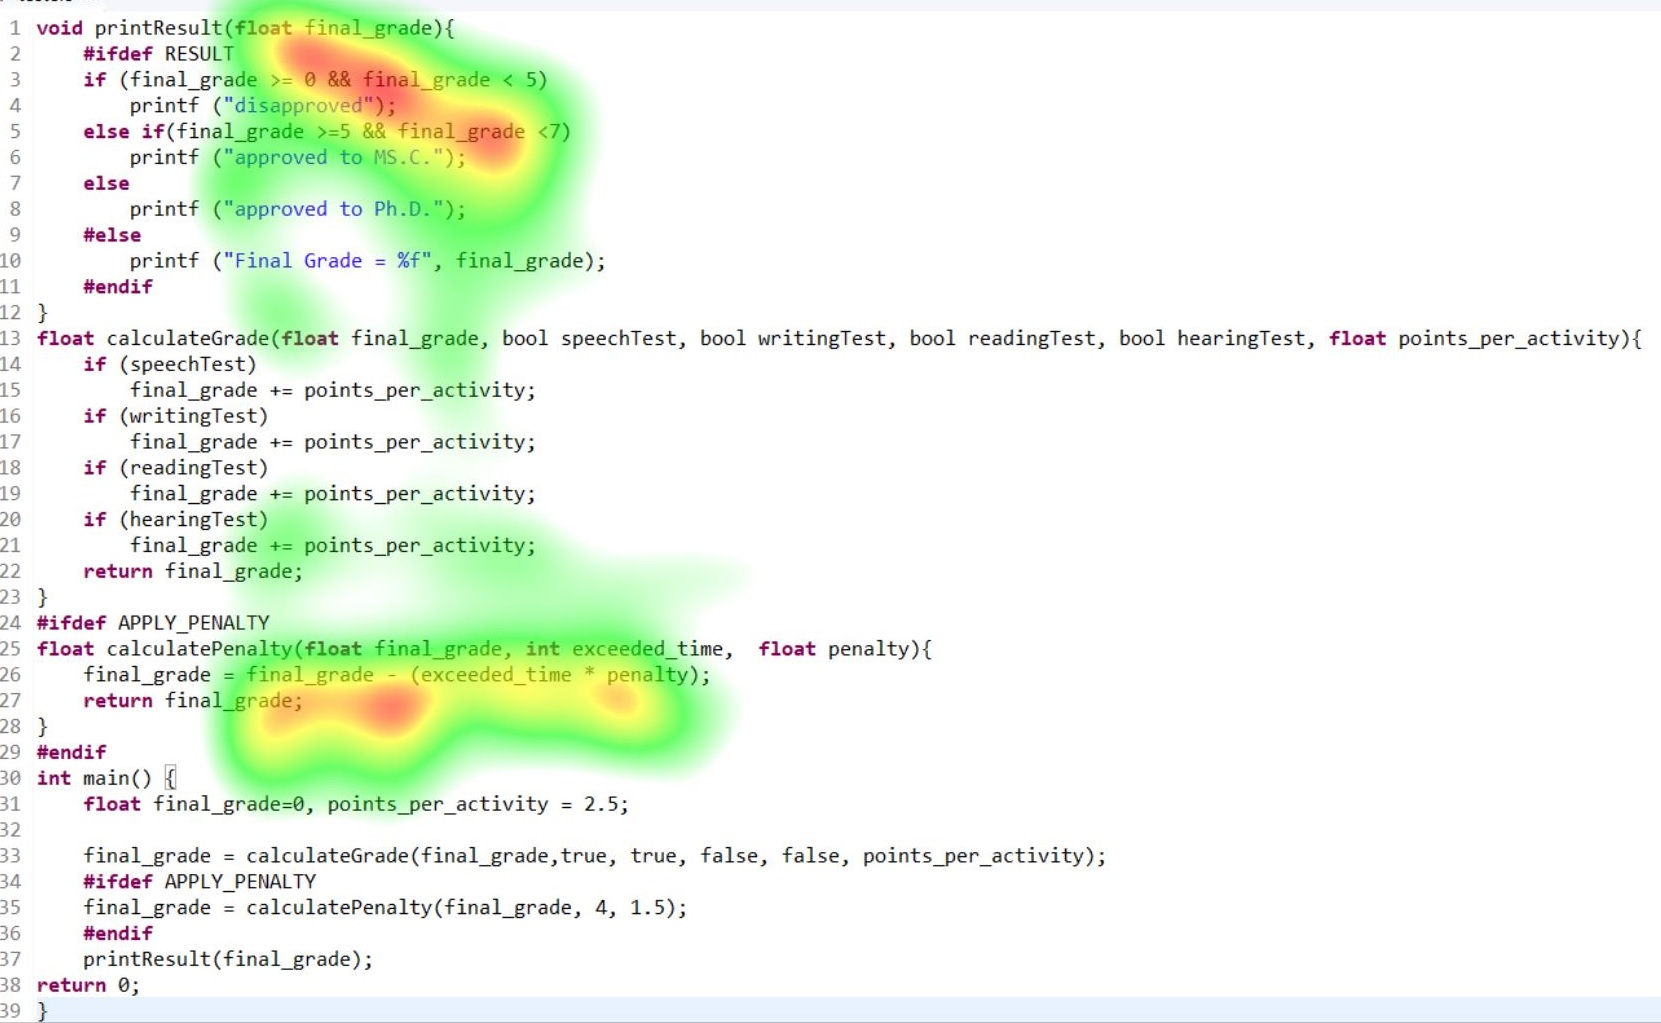 1 void printResult(float final_grade){
2 #ifdef RESULT
3 if (final_grade >= 0 && final_grade < 5)
4 printf ("disapproved");
5 else if(final_grade >=5 && final_grade <7)
6 printf ("approved to MS.C.");
7 else
8 printf ("approved to Ph.D.");
9 #else
10 printf ("Final Grade = %f", final_grade);
11 #endif
12 }
13 float calculateGrade(float final_grade, bool speechTest, bool writingTest, bool readingTest, bool hearingTest, float points_per_activity){
14 if (speechTest)
15 final_grade += points_per_activity;
16 if (writingTest)
17 final_grade += points_per_activity;
18 if (readingTest)
19 final_grade += points_per_activity;
20 if (hearingTest)
21 final_grade += points_per_activity;
22 return final_grade;
23 }
24 #ifdef APPLY_PENALTY
25 float calculatePenalty(float final_grade, int exceeded_time, float penalty){
26 final_grade = final_grade - (exceeded_time * penalty);
27 return final_grade;
28 }
29 #endif
30 int main() {
31 float final_grade=0, points_per_activity = 2.5;
32
33 final_grade = calculateGrade(final_grade,true, true, false, false, points_per_activity);
34 #ifdef APPLY_PENALTY
35 final_grade = calculatePenalty(final_grade, 4, 1.5);
36 #endif
37 printResult(final_grade);
38 return 0;
39 }